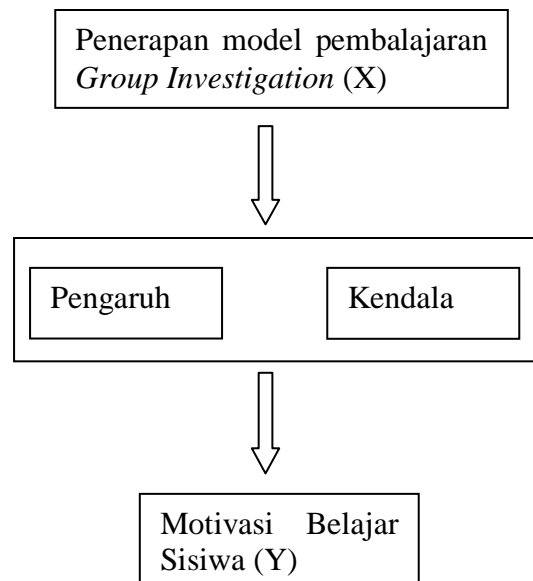 Penerapan model pembalajaran
Group Investigation (X)
Pengaruh
Kendala
Motivasi Belajar
Sisiwa (Y)